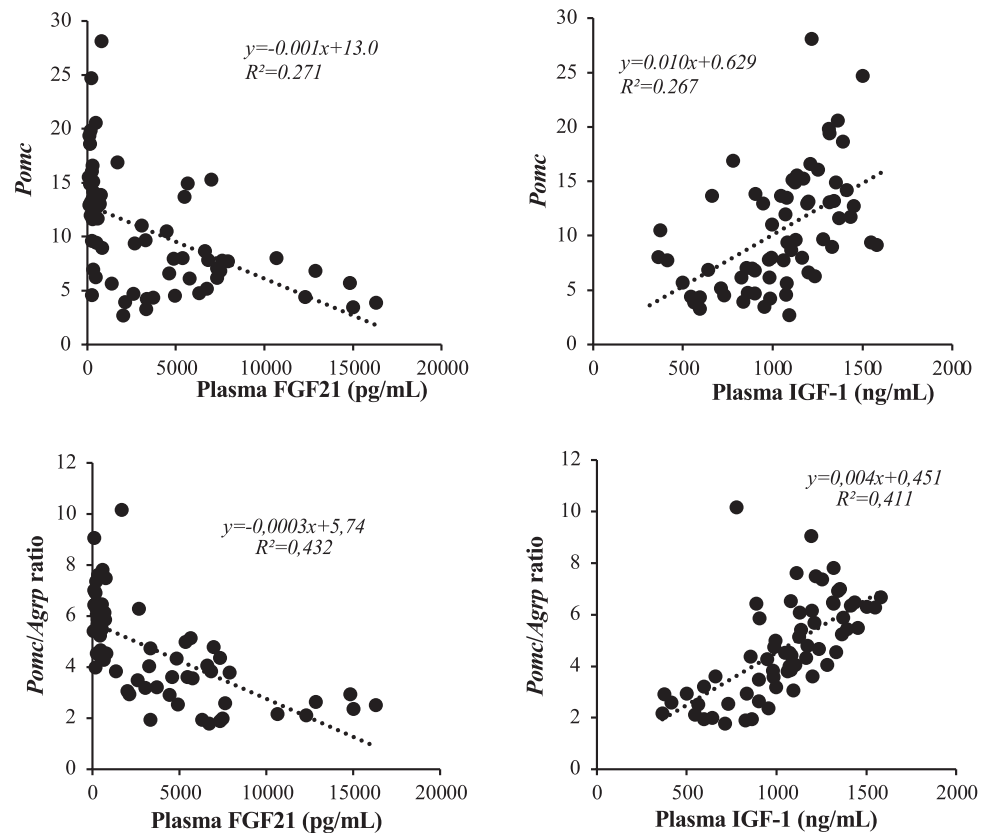 30
25
20
15
10
5
0
Pomc
y=-0.001x+13.0
R²=0.271
0 5000 10000 15000 20000
Plasma FGF21 (pg/mL)
30
25
20
15
10
5
0
Pomc
y=0.010x+0.629
R²=0.267
0 500 1000 1500 2000
Plasma IGF-1 (ng/mL)
12
10
8
6
4
2
0
Pomc/Agrp ratio
y=-0,0003x+5,74
R²=0,432
0 5000 10000 15000 20000
Plasma FGF21 (pg/mL)
12
10
8
6
4
2
0
Pomc/Agrp ratio
y=0,004x+0,451
R²=0,411
0 500 1000 1500 2000
Plasma IGF-1 (ng/mL)